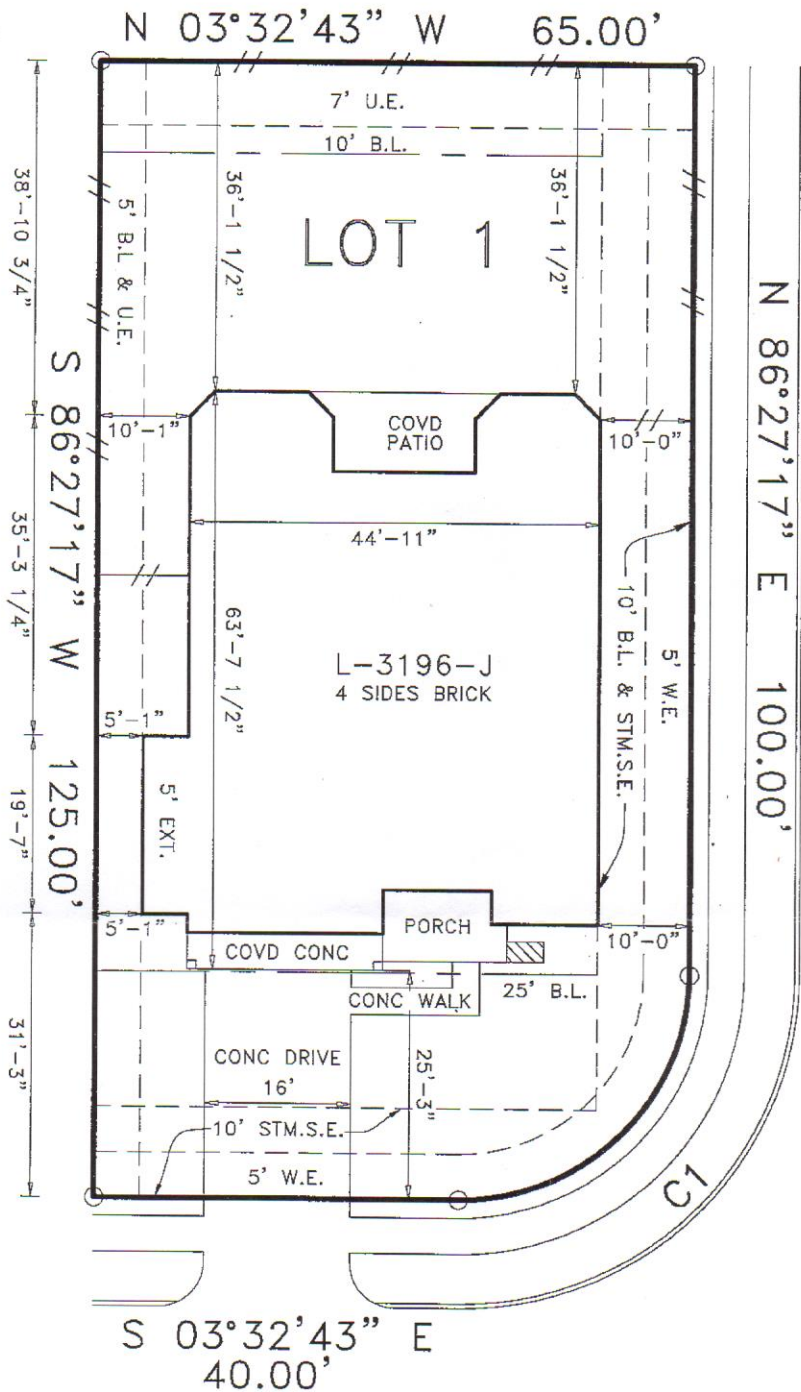 N 03°32'43" W 65.00'
7' U.E.
10' B.L.
36'-1 1/2"
36'-1 1/2"
38'-10 3/4"
5' B.L & U.E.
LOT 1
N 86°27'17" E 100.00'
S 86°27'17" W 125.00'
COVD
PATIO
10'-1"
10'-0"
44'-11"
35'-3 1/4"
63'-7 1/2"
L-3196-J
4 SIDES BRICK
10' B.L. & STM.S.E.
5' W.E.
5'-1"
19'-7"
5' EXT.
5'-1"
PORCH
10'-0"
COVD CONC
25' B.L.
CONC WALK
31'-3"
CONC DRIVE
16'
25'-3"
10' STM.S.E.
5' W.E.
C1
S 03°32'43" E
40.00'